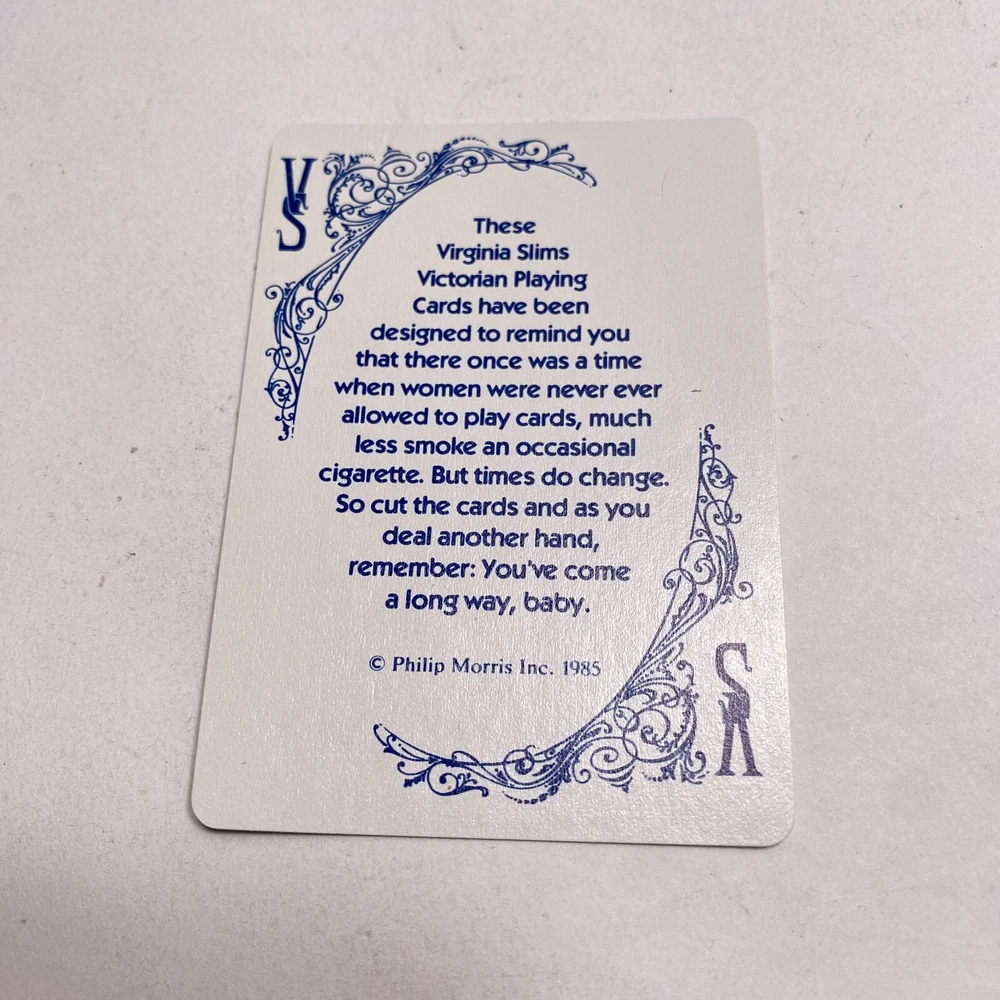 VS
These
Virginia Slims
Victorian Playing
Cards have been
designed to remind you
that there once was a time
when women were never ever
allowed to play cards, much
less smoke an occasional
cigarette. But times do change.
So cut the cards and as you
deal another hand,
remember: You've come
a long way, baby.
© Philip Morris Inc. 1985
VS